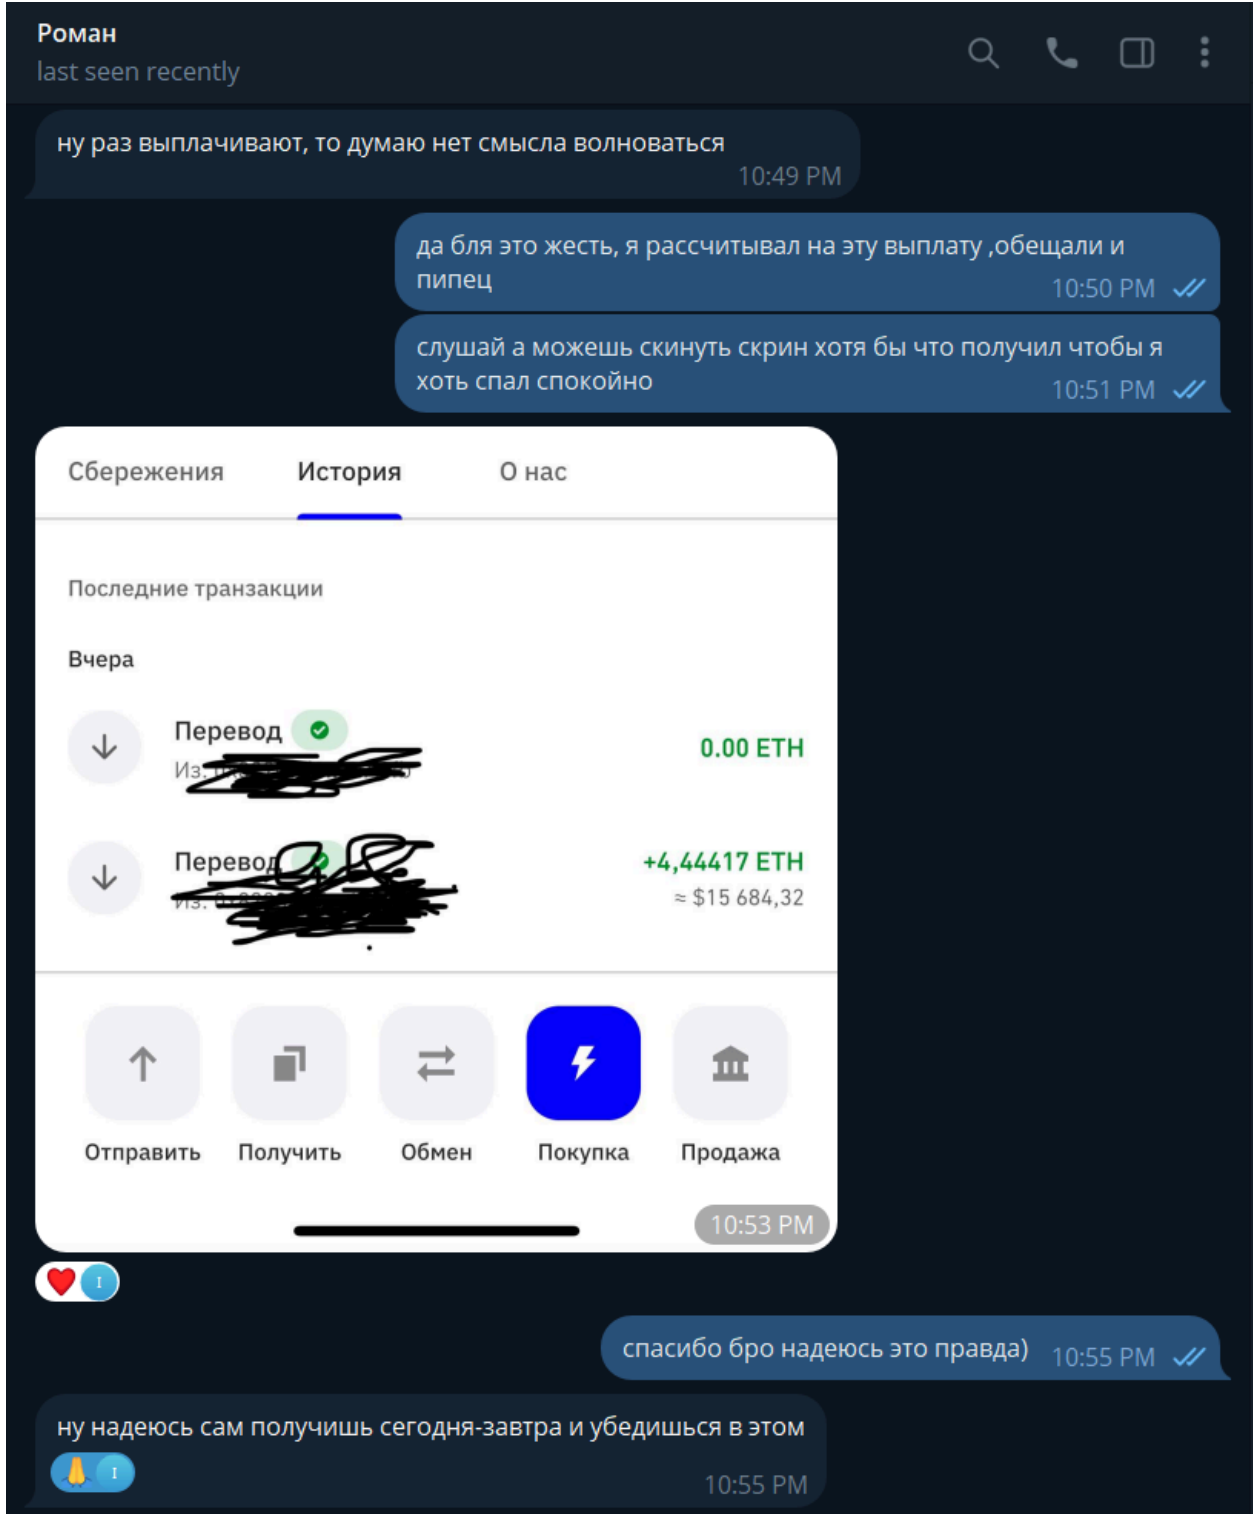 Роман
last seen recently
ну раз выплачивают, то думаю нет смысла волноваться
10:49 PM
да бля это жесть, я рассчитывал на эту выплату ,обещали и
пипец
10:50 PM
слушай а можешь скинуть скрин хотя бы что получил чтобы я
хоть спал спокойно
10:51 PM
Сбережения История О нас
Последние транзакции
Вчера
Перевод
0.00 ETH
Из:
Перевод
+4,44417 ETH
Из:
≈ $15 684,32
Отправить Получить Обмен Покупка Продажа
10:53 PM
I
спасибо бро надеюсь это правда)
10:55 PM
ну надеюсь сам получишь сегодня-завтра и убедишься в этом
I
10:55 PM